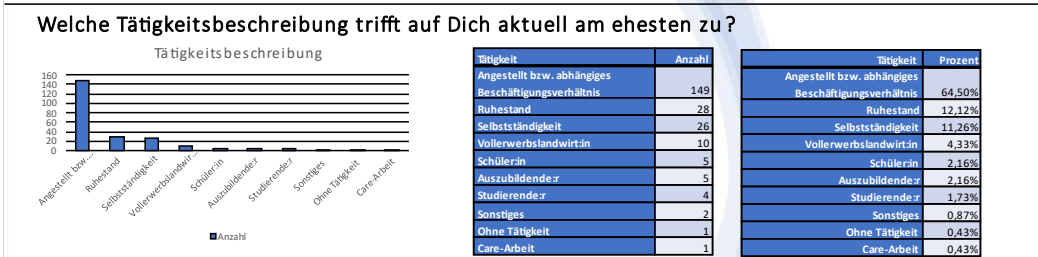 Welche Tätigkeitsbeschreibung trifft auf Dich aktuell am ehesten zu?
Tätigkeitsbeschreibung
160
140
120
100
80
60
40
20
0
Angestellt bzw....
Ruhestand
Selbstständigkeit
Vollerwerbslandwir...
Schüler:in
Auszubildende:r
Studierende:r
Sonstiges
Ohne Tätigkeit
Care-Arbeit
Anzahl
Tätigkeit Anzahl
Angestellt bzw. abhängiges
Beschäftigungsverhältnis 149
Ruhestand 28
Selbstständigkeit 26
Vollerwerbslandwirt:in 10
Schüler:in 5
Auszubildende:r 5
Studierende:r 4
Sonstiges 2
Ohne Tätigkeit 1
Care-Arbeit 1
Tätigkeit Prozent
Angestellt bzw. abhängiges
Beschäftigungsverhältnis 64,50%
Ruhestand 12,12%
Selbstständigkeit 11,26%
Vollerwerbslandwirt:in 4,33%
Schüler:in 2,16%
Auszubildende:r 2,16%
Studierende:r 1,73%
Sonstiges 0,87%
Ohne Tätigkeit 0,43%
Care-Arbeit 0,43%